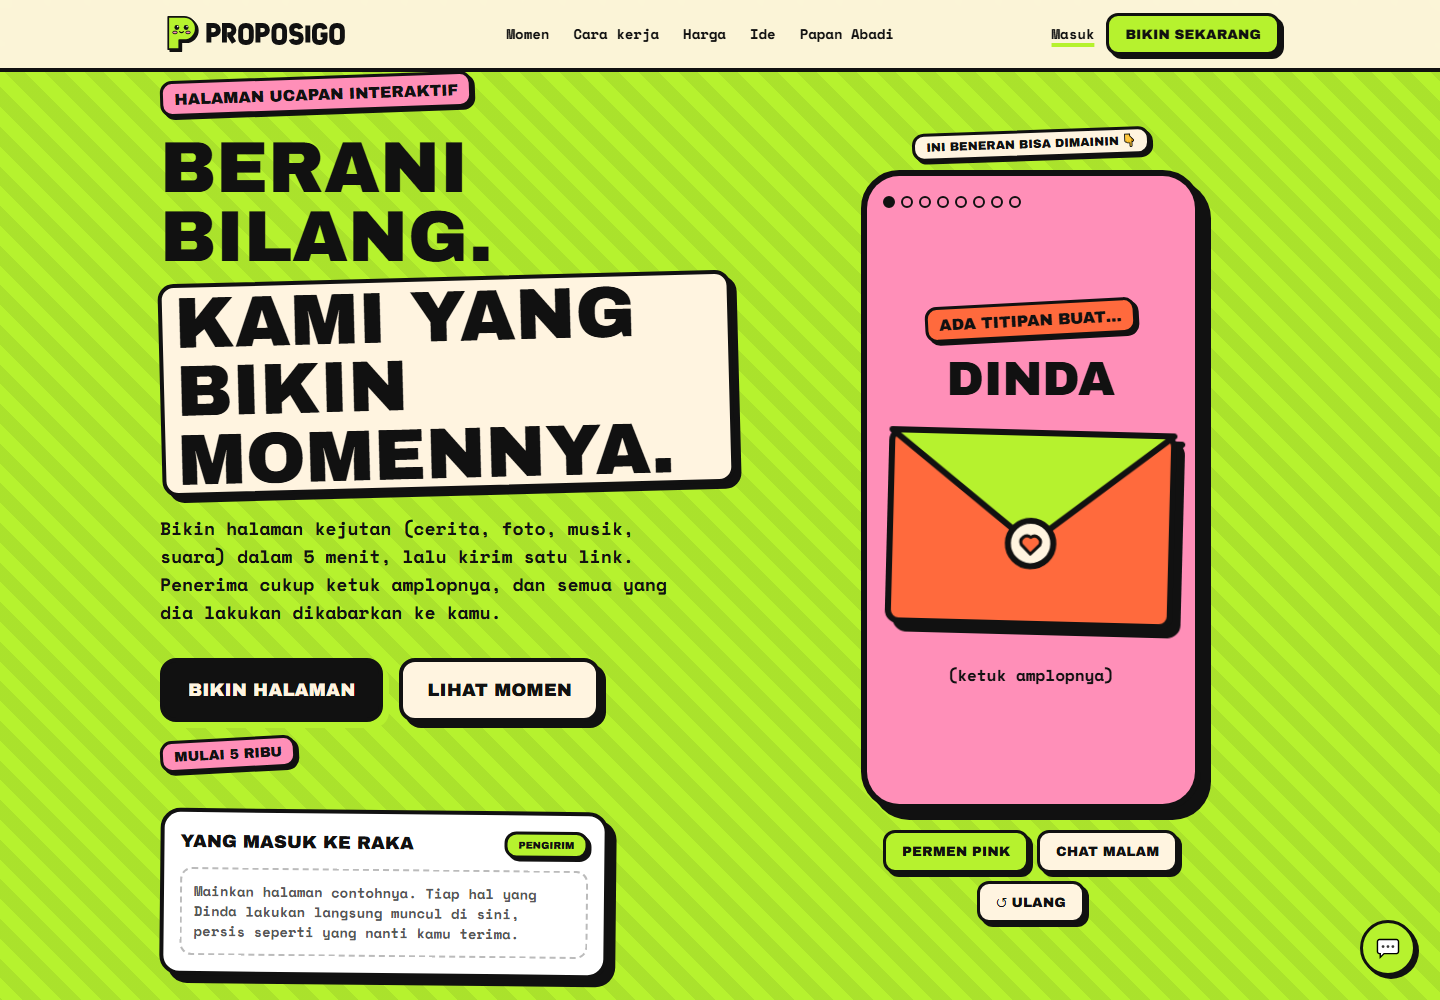 PROPOSIGO
Momen Cara kerja Harga Ide Papan Abadi
Masuk BIKIN SEKARANG
HALAMAN UCAPAN INTERAKTIF
BERANI
BILANG.
KAMI YANG
BIKIN
MOMENNYA.
Bikin halaman kejutan (cerita, foto, musik,
suara) dalam 5 menit, lalu kirim satu link.
Penerima cukup ketuk amplopnya, dan semua yang
dia lakukan dikabarkan ke kamu.
BIKIN HALAMAN LIHAT MOMEN
MULAI 5 RIBU
YANG MASUK KE RAKA PENGIRIM
Mainkan halaman contohnya. Tiap hal yang
Dinda lakukan langsung muncul di sini,
persis seperti yang nanti kamu terima.
INI BENERAN BISA DIMAININ 👇
ADA TITIPAN BUAT...
DINDA
(ketuk amplopnya)
PERMEN PINK CHAT MALAM
↺ ULANG